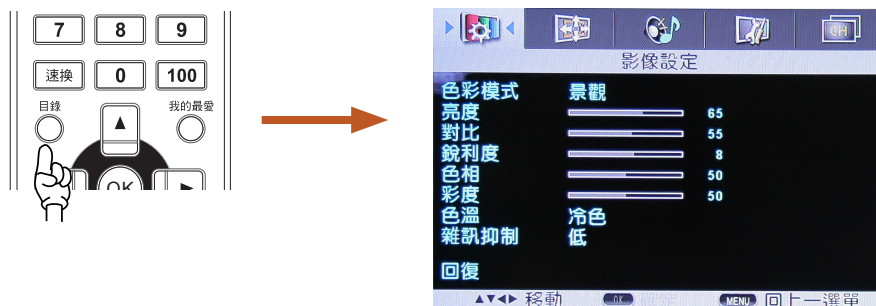 7 8 9
速換 0 100
目錄 我的最愛
OK
CH
影像設定
色彩模式 景觀
亮度 65
對比 55
銳利度 8
色相 50
彩度 50
色溫 冷色
雜訊抑制 低
回復
移動 OK 確定 MENU 回上一選單